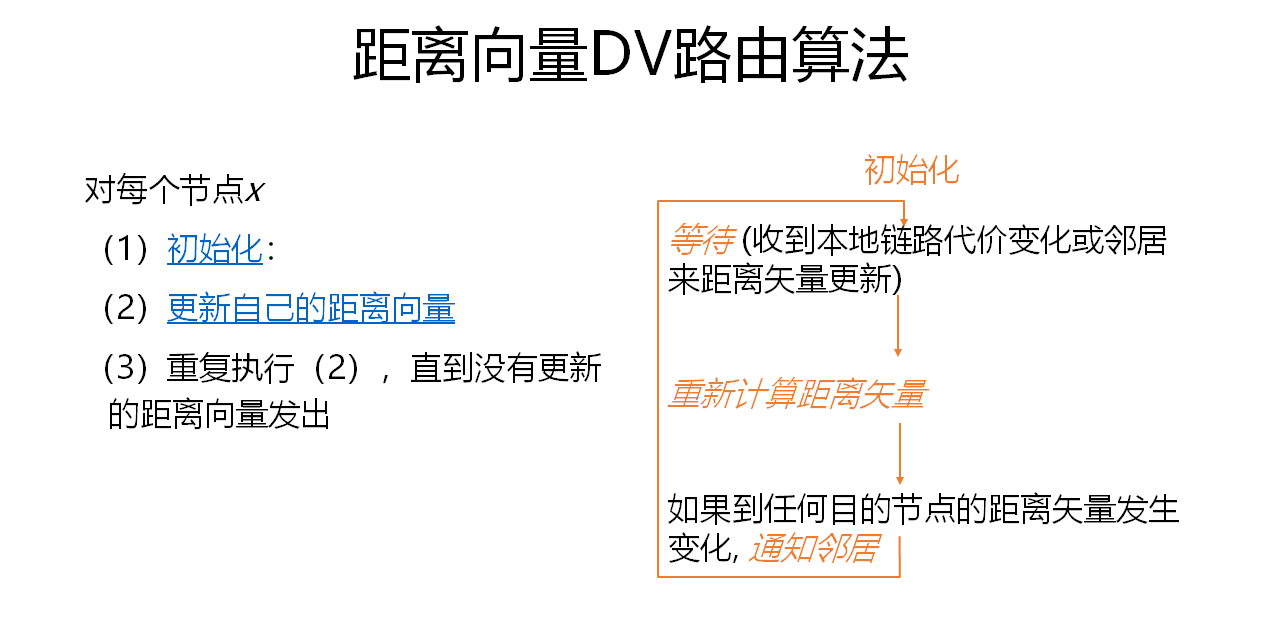 距离向量DV路由算法
对每个节点x
（1）初始化：
（2）更新自己的距离向量
（3）重复执行（2），直到没有更新
的距离向量发出
初始化
等待 (收到本地链路代价变化或邻居
来距离矢量更新)
重新计算距离矢量
如果到任何目的节点的距离矢量发生
变化, 通知邻居